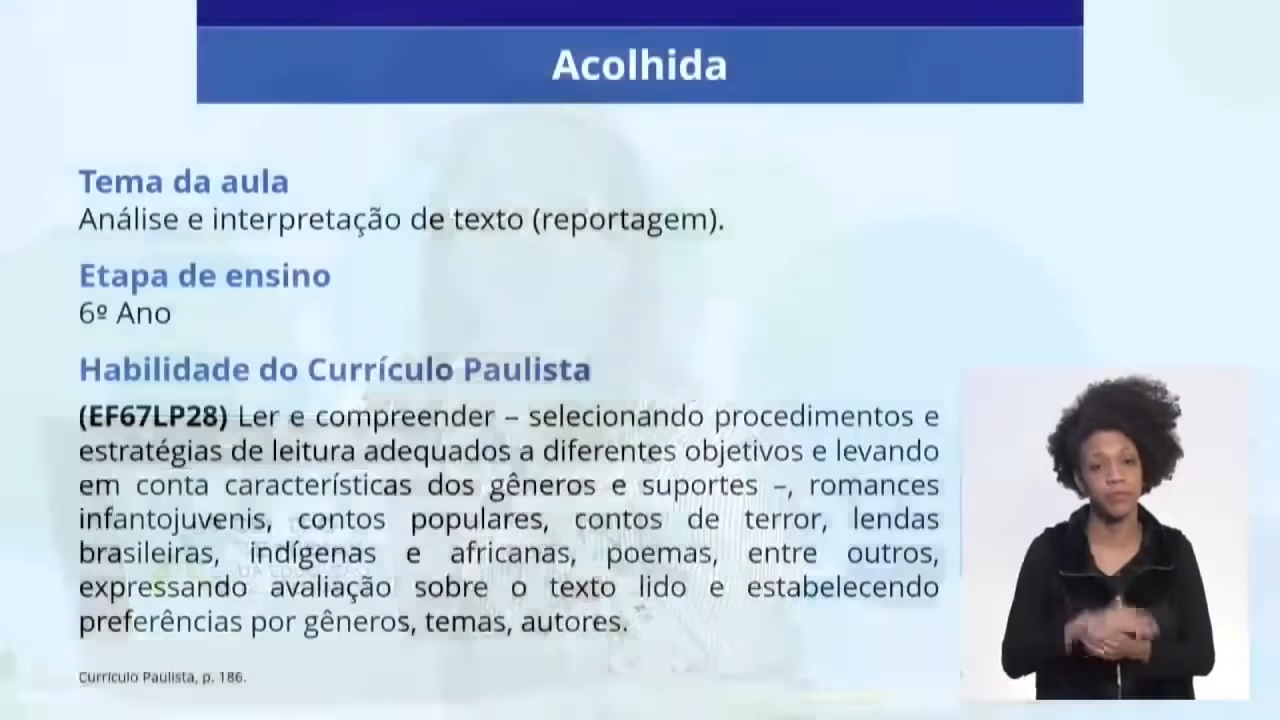 Acolhida
Tema da aula
Análise e interpretação de texto (reportagem).
Etapa de ensino
6º Ano
Habilidade do Currículo Paulista
(EF67LP28) Ler e compreender – selecionando procedimentos e
estratégias de leitura adequados a diferentes objetivos e levando
em conta características dos gêneros e suportes –, romances
infantojuvenis, contos populares, contos de terror, lendas
brasileiras, indígenas e africanas, poemas, entre outros,
expressando avaliação sobre o texto lido e estabelecendo
preferências por gêneros, temas, autores.
Currículo Paulista, p. 186.